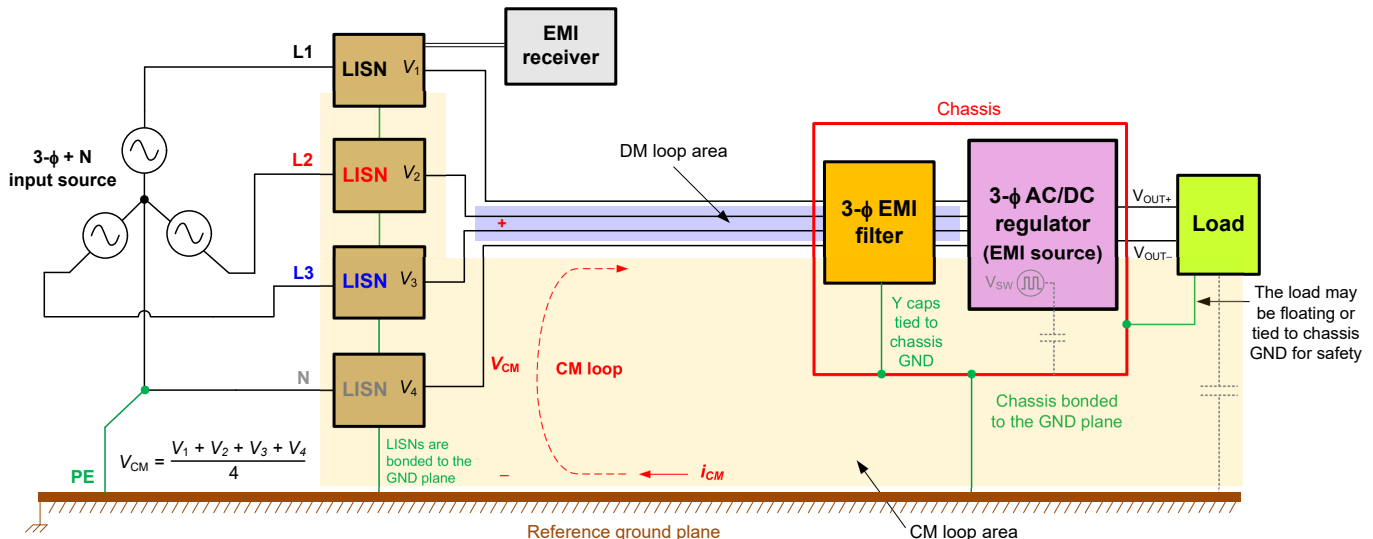 L1
LISN
V1
EMI
receiver
Chassis
3-ϕ + N
input source
L2
LISN
V2
DM loop area
+
3-ϕ EMI
filter
3-ϕ AC/DC
regulator
(EMI source)
VSW
VOUT+
VOUT–
Load
L3
LISN
V3
Y caps
tied to
chassis
GND
The load may
be floating or
tied to chassis
GND for safety
N
LISN
V4
VCM
CM loop
Chassis bonded
to the GND plane
VCM = V1 + V2 + V3 + V4
4
LISNs are
bonded to the
GND plane
PE
–
iCM
Reference ground plane
CM loop area